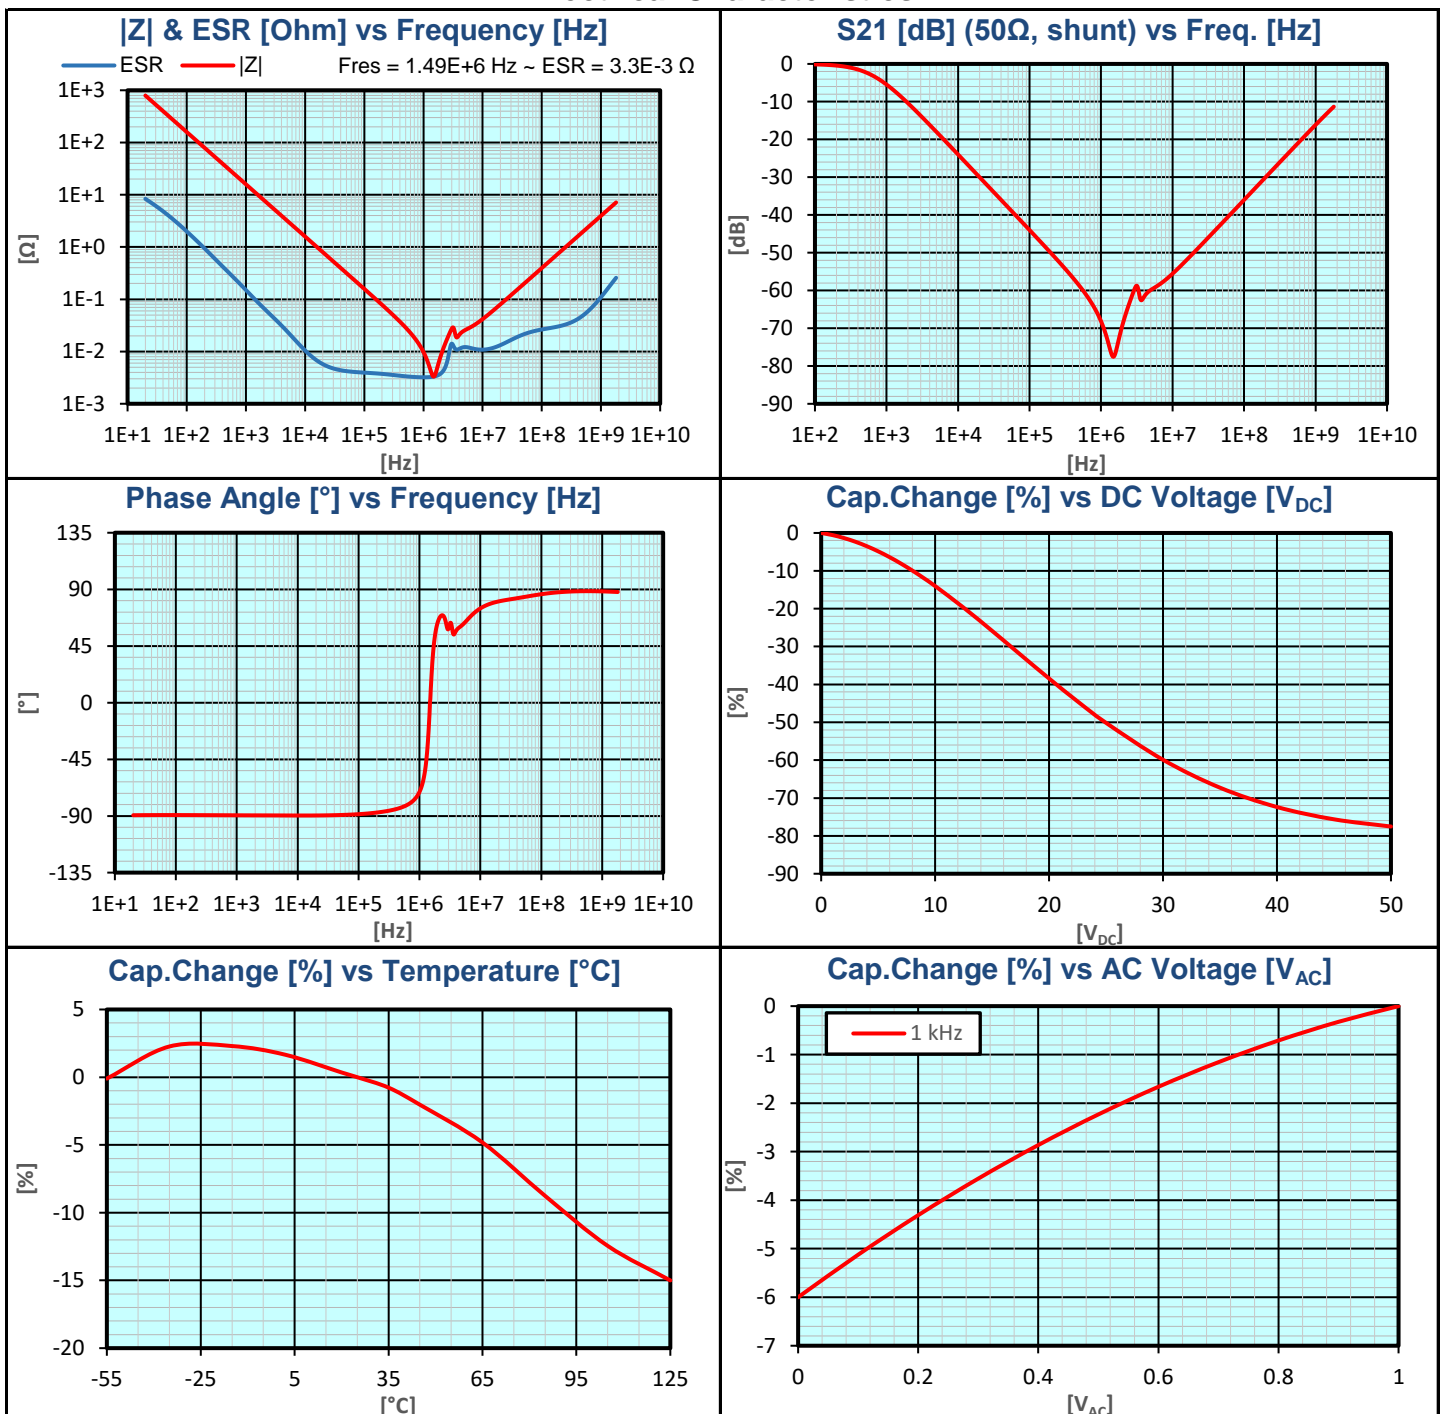 |Z| & ESR [Ohm] vs Frequency [Hz]
ESR |Z| Fres = 1.49E+6 Hz ~ ESR = 3.3E-3 Ω
1E+3
1E+2
1E+1
1E+0
1E-1
1E-2
1E-3
[Ω]
1E+1 1E+2 1E+3 1E+4 1E+5 1E+6 1E+7 1E+8 1E+9 1E+10
[Hz]
S21 [dB] (50Ω, shunt) vs Freq. [Hz]
0
-10
-20
-30
-40
-50
-60
-70
-80
-90
[dB]
1E+2 1E+3 1E+4 1E+5 1E+6 1E+7 1E+8 1E+9 1E+10
[Hz]
Phase Angle [°] vs Frequency [Hz]
135
90
45
0
-45
-90
-135
[°]
1E+1 1E+2 1E+3 1E+4 1E+5 1E+6 1E+7 1E+8 1E+9 1E+10
[Hz]
Cap.Change [%] vs DC Voltage [VDC]
0
-10
-20
-30
-40
-50
-60
-70
-80
-90
[%]
0 10 20 30 40 50
[VDC]
Cap.Change [%] vs Temperature [°C]
5
0
-5
-10
-15
-20
[%]
-55 -25 5 35 65 95 125
[°C]
Cap.Change [%] vs AC Voltage [VAC]
1 kHz
0
-1
-2
-3
-4
-5
-6
-7
[%]
0 0.2 0.4 0.6 0.8 1
[VAC]